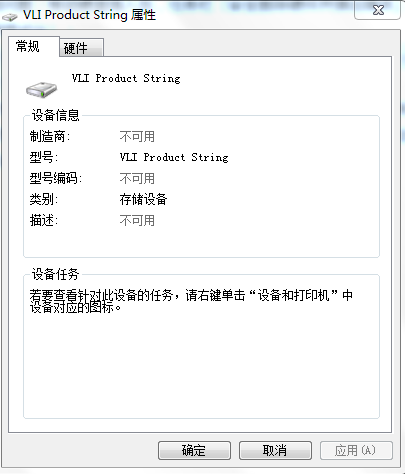 VLI Product String 属性
常规 硬件
VLI Product String
设备信息
制造商: 不可用
型号: VLI Product String
型号编码: 不可用
类别: 存储设备
描述: 不可用
设备任务
若要查看针对此设备的任务，请右键单击“设备和打印机”中
设备对应的图标。
确定 取消 应用(A)